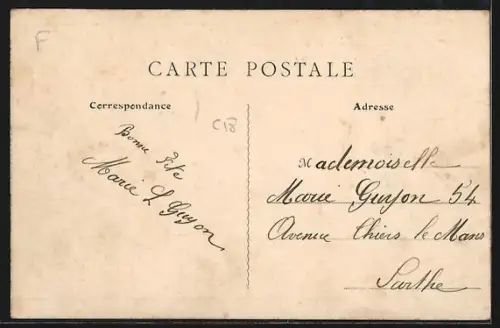 F
CARTE POSTALE
Correspondance
C18
Bonne Fête
Marie L Guyon
Adresse
Mademoiselle
Marie Guyon 54
Avenue Thiers le Mans
Sarthe